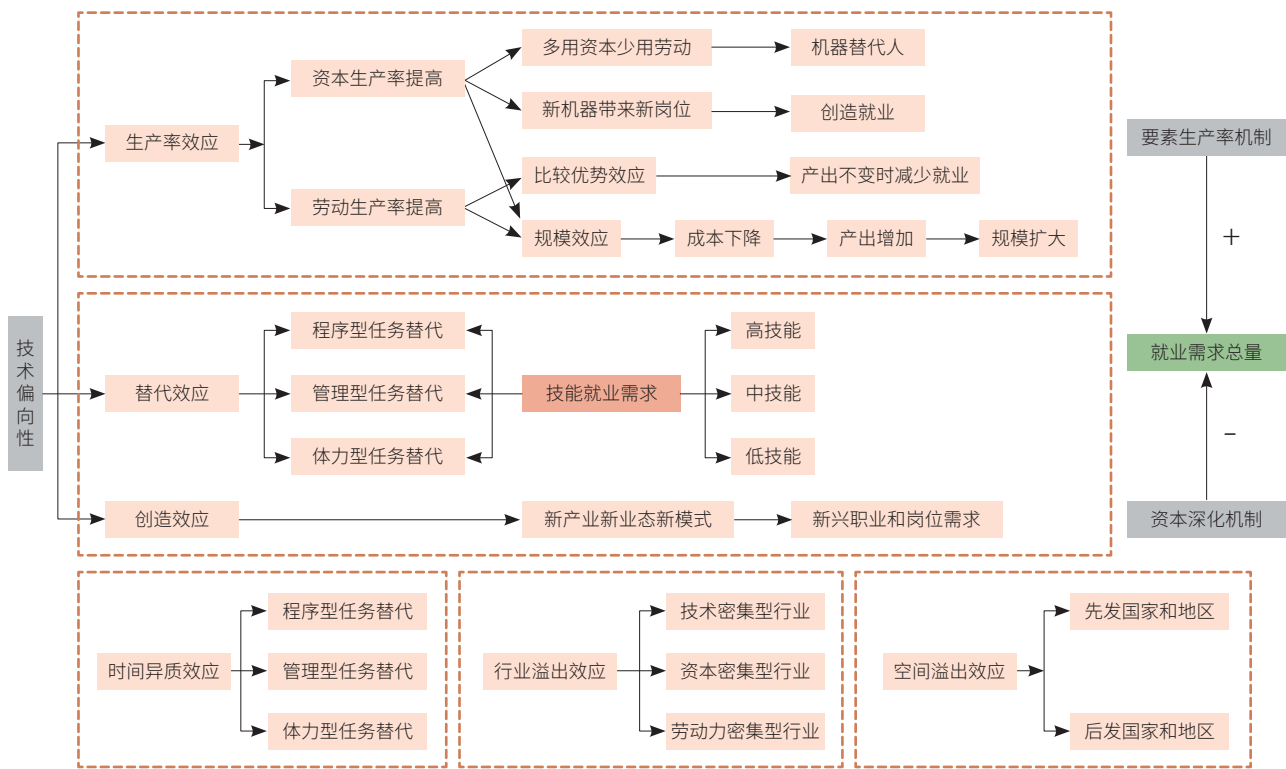 技术偏向性
生产率效应
资本生产率提高
劳动生产率提高
多用资本少用劳动
机器替代人
新机器带来新岗位
创造就业
比较优势效应
产出不变时减少就业
规模效应
成本下降
产出增加
规模扩大
替代效应
程序型任务替代
管理型任务替代
体力型任务替代
技能就业需求
高技能
中技能
低技能
创造效应
新产业新业态新模式
新兴职业和岗位需求
要素生产率机制
+
就业需求总量
−
资本深化机制
时间异质效应
程序型任务替代
管理型任务替代
体力型任务替代
行业溢出效应
技术密集型行业
资本密集型行业
劳动力密集型行业
空间溢出效应
先发国家和地区
后发国家和地区